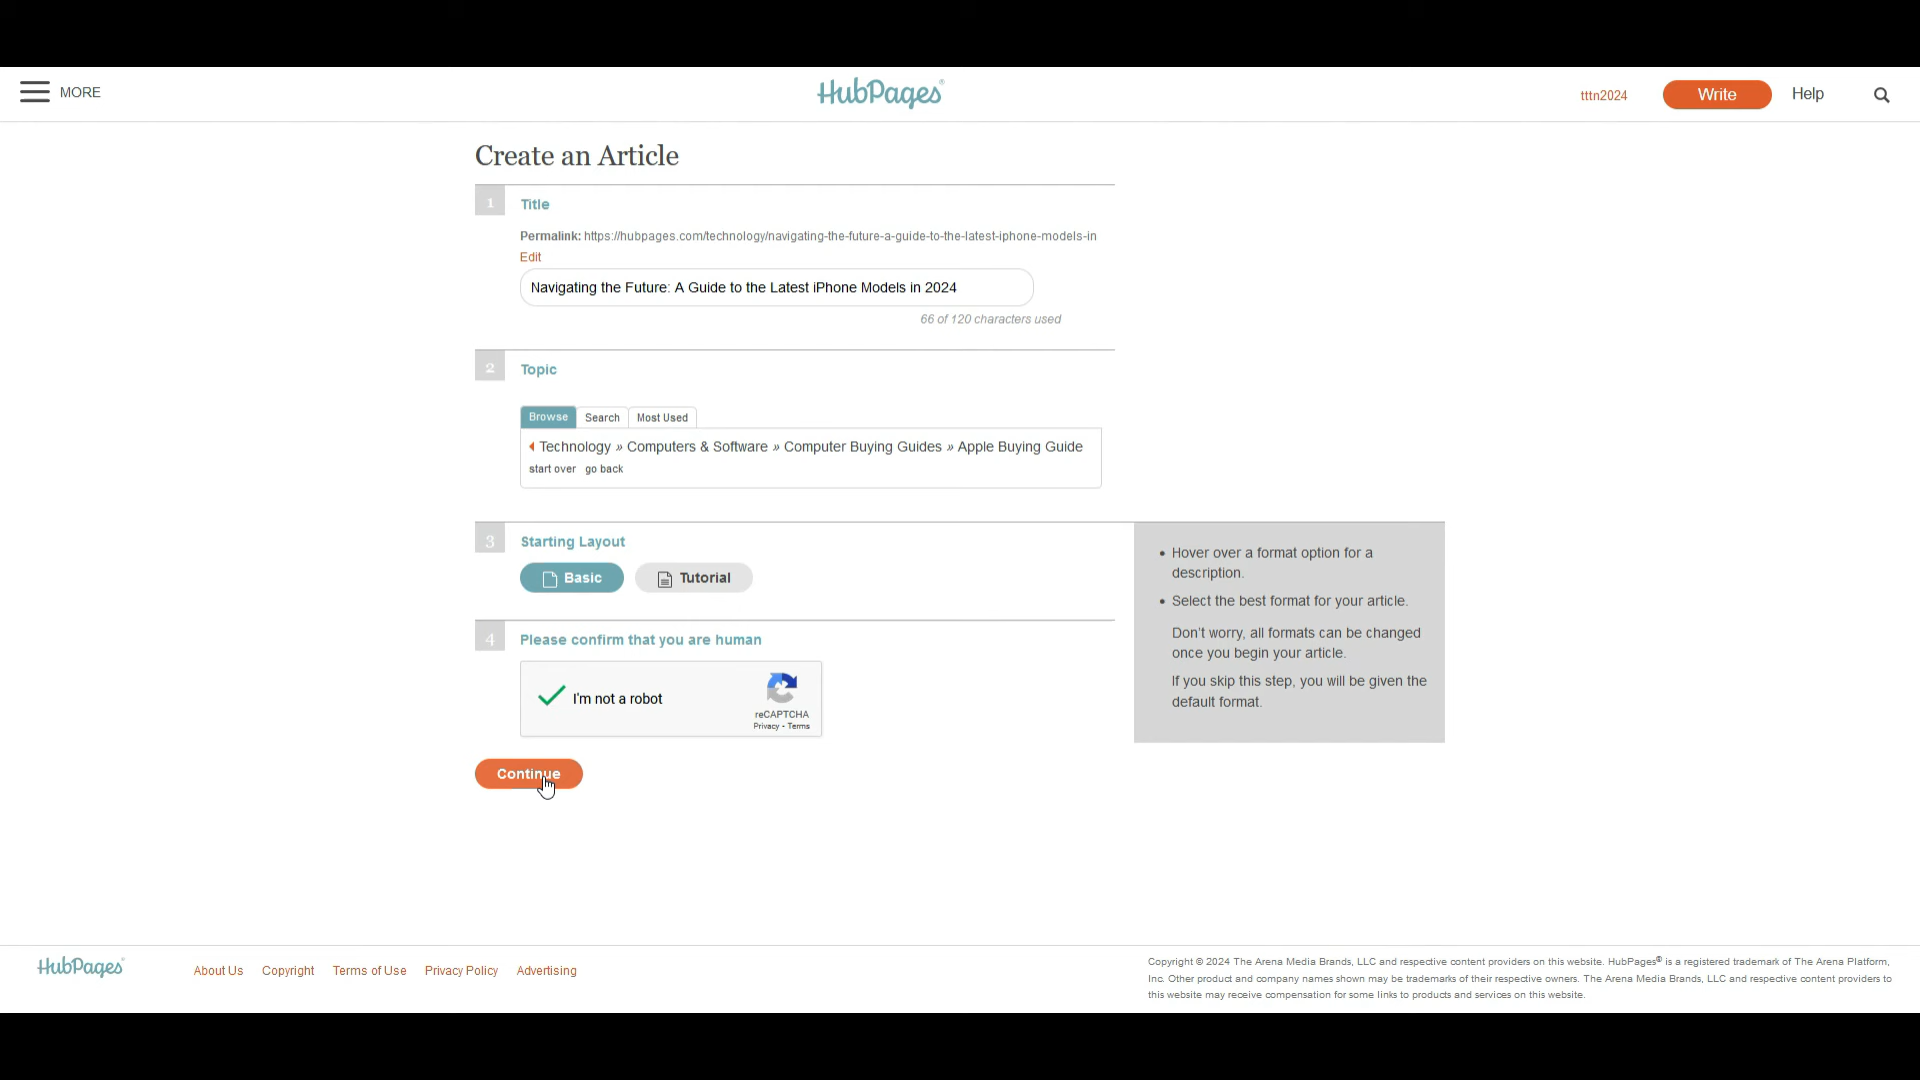 MORE
HubPages®
tttn2024
Write
Help
Create an Article
1
Title
Permalink: https://hubpages.com/technology/navigating-the-future-a-guide-to-the-latest-iphone-models-in
Edit
Navigating the Future: A Guide to the Latest iPhone Models in 2024
66 of 120 characters used
2
Topic
Browse
Search
Most Used
Technology » Computers & Software » Computer Buying Guides » Apple Buying Guide
start over go back
3
Starting Layout
Basic
Tutorial
• Hover over a format option for a
description.
• Select the best format for your article.
Don't worry, all formats can be changed
once you begin your article.
If you skip this step, you will be given the
default format.
4
Please confirm that you are human
I'm not a robot
reCAPTCHA
Privacy - Terms
Continue
HubPages®
About Us
Copyright
Terms of Use
Privacy Policy
Advertising
Copyright © 2024 The Arena Media Brands, LLC and respective content providers on this website. HubPages® is a registered trademark of The Arena Platform,
Inc. Other product and company names shown may be trademarks of their respective owners. The Arena Media Brands, LLC and respective content providers to
this website may receive compensation for some links to products and services on this website.